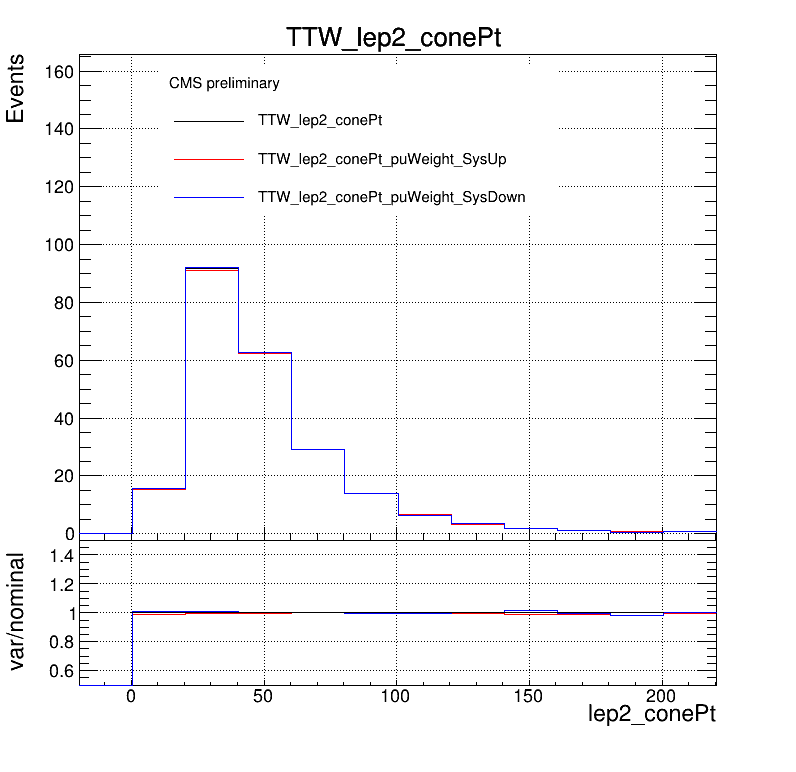 TTW_lep2_conePt
Events
160
140
120
100
80
60
40
20
0
CMS preliminary
TTW_lep2_conePt
TTW_lep2_conePt_puWeight_SysUp
TTW_lep2_conePt_puWeight_SysDown
var/nominal
1.4
1.2
1
0.8
0.6
0 50 100 150 200
lep2_conePt